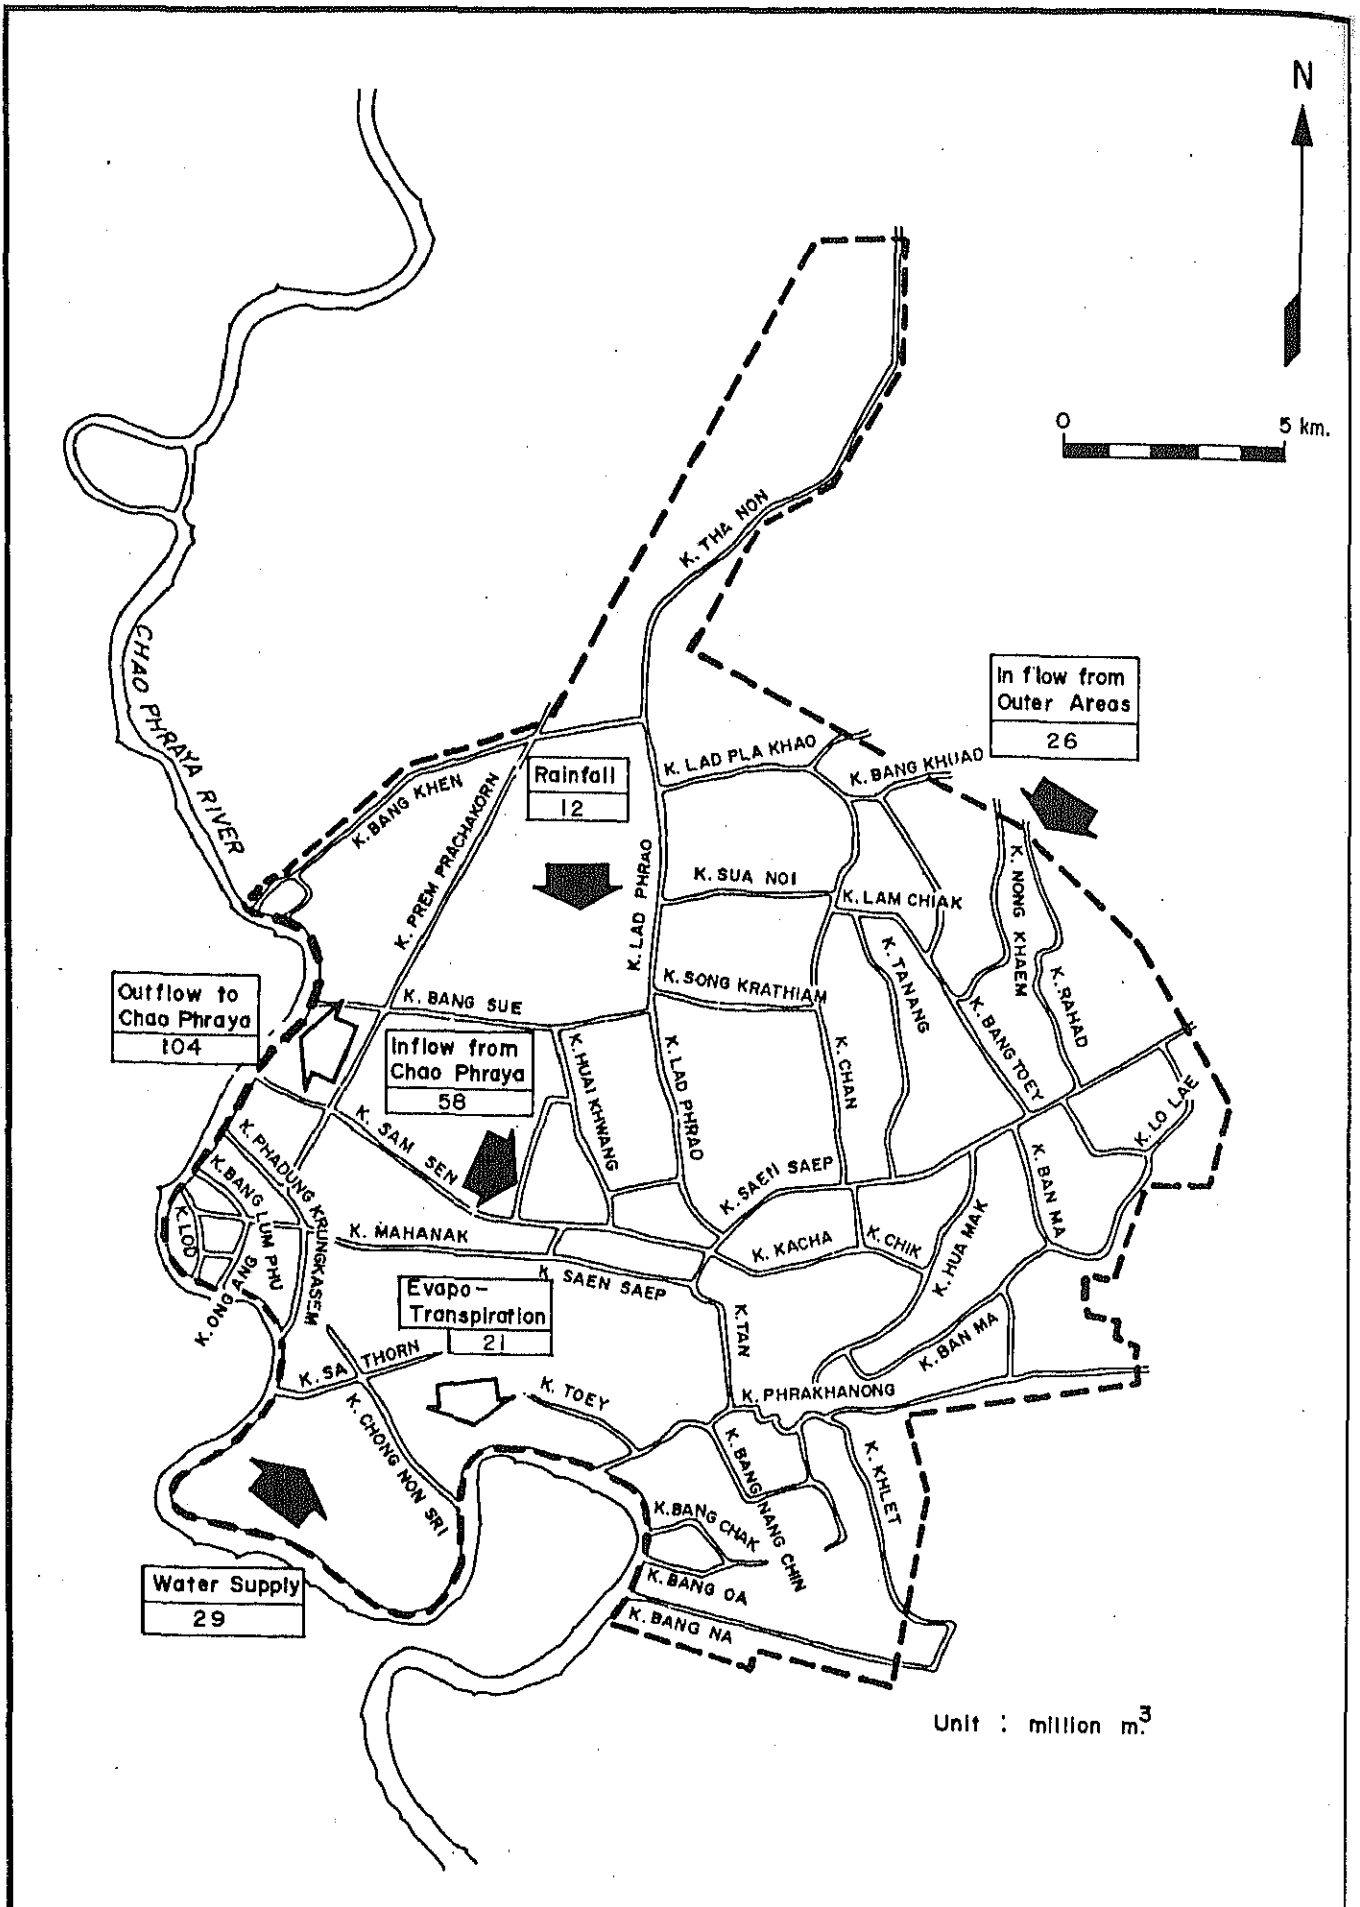 N
0
5 km.
K. THA NON
CHAO PHRAYA RIVER
In flow from
Outer Areas
26
K. LAD PLA KHAO
K. BANG KHUAD
Rainfall
12
K. BANG KHEN
K. PREM PRACHAKORN
K. LAD PHRAO
K. SUA NOI
K. LAM CHIAK
K. NONG KHAEM
K. RAHAD
K. TANANG
K. SONG KRATHIAM
K. BANG TOEY
Outflow to
Chao Phraya
104
K. BANG SUE
Inflow from
Chao Phraya
58
K. HUAI KHWANG
K. LAD PHRAO
K. CHAN
K. LO LAE
K. SAM SEN
K. PHADUNG KRUNGKASEM
K. BANG LUM PHU
K. LOD
K. ONG ANG
K. SAEN SAEP
K. BAN MA
K. MAHANAK
K. KACHA
K. CHIK
K. HUA MAK
K. SAEN SAEP
Evapo-
Transpiration
21
K. TAN
K. BAN MA
K. SA THORN
K. TOEY
K. PHRAKHANONG
K. CHONG NON SRI
K. BANG NANG CHIN
K. KHLET
K. BANG CHAK
K. BANG OA
K. BANG NA
Water Supply
29
Unit : million m.3